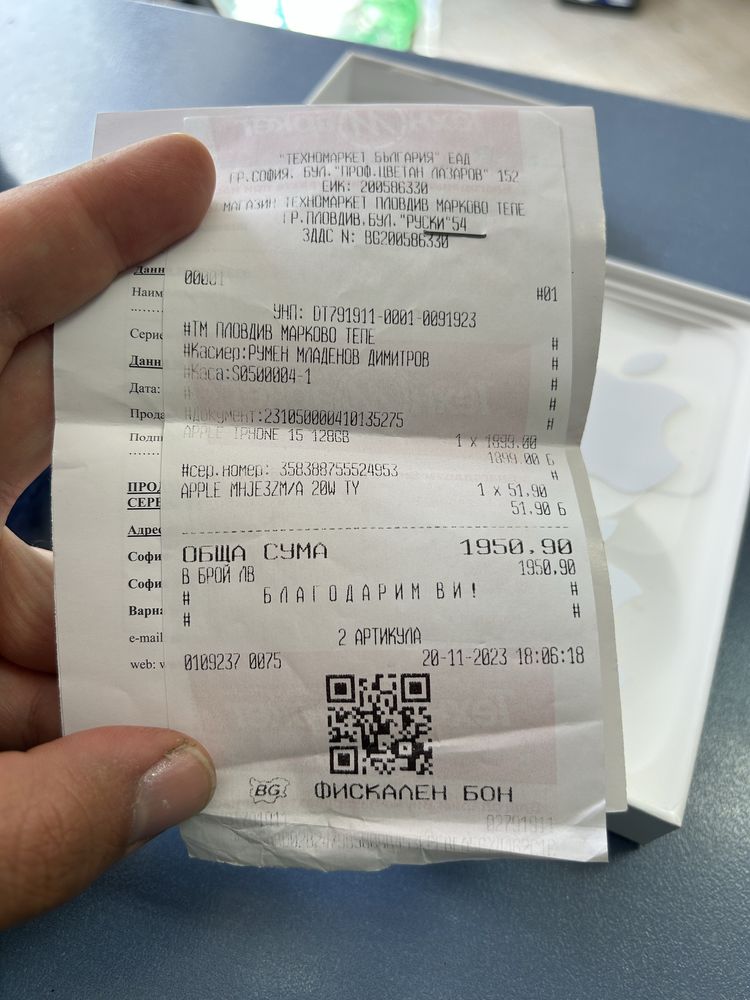 "ТЕХНОМАРКЕТ БЪЛГАРИЯ" ЕАД
ГР.СОФИЯ. БУЛ."ПРОФ.ЦВЕТАН ЛАЗАРОВ" 152
ЕИК: 200586330
МАГАЗИН ТЕХНОМАРКЕТ ПЛОВДИВ МАРКОВО ТЕПЕ
ГР.ПЛОВДИВ.БУЛ."РУСКИ"54
ЗДДС N: BG200586330
00001
#01
УНП: DT791911-0001-0091923
#ТМ ПЛОВДИВ МАРКОВО ТЕПЕ #
#Касиер:РУМЕН МЛАДЕНОВ ДИМИТРОВ #
#Каса:S0500004-1 #
# #
#Документ:231050000410135275 #
APPLE IPHONE 15 128GB 1 x 1899.00
1899.00 Б
#сер.номер: 358388755524953 #
APPLE MHJE3ZM/A 20W TY 1 x 51.90
51.90 Б
ОБЩА СУМА 1950.90
В БРОЙ ЛВ 1950.90
# БЛАГОДАРИМ ВИ! #
# #
2 АРТИКУЛА
0109237 0075 20-11-2023 18:06:18
BG ФИСКАЛЕН БОН
Данн
Наим
Серие
Данн
Дата:
Прода
Подп
ПРОД
СЕРВ
Адрес
Софи
Софи
Варна
e-mail
web: w